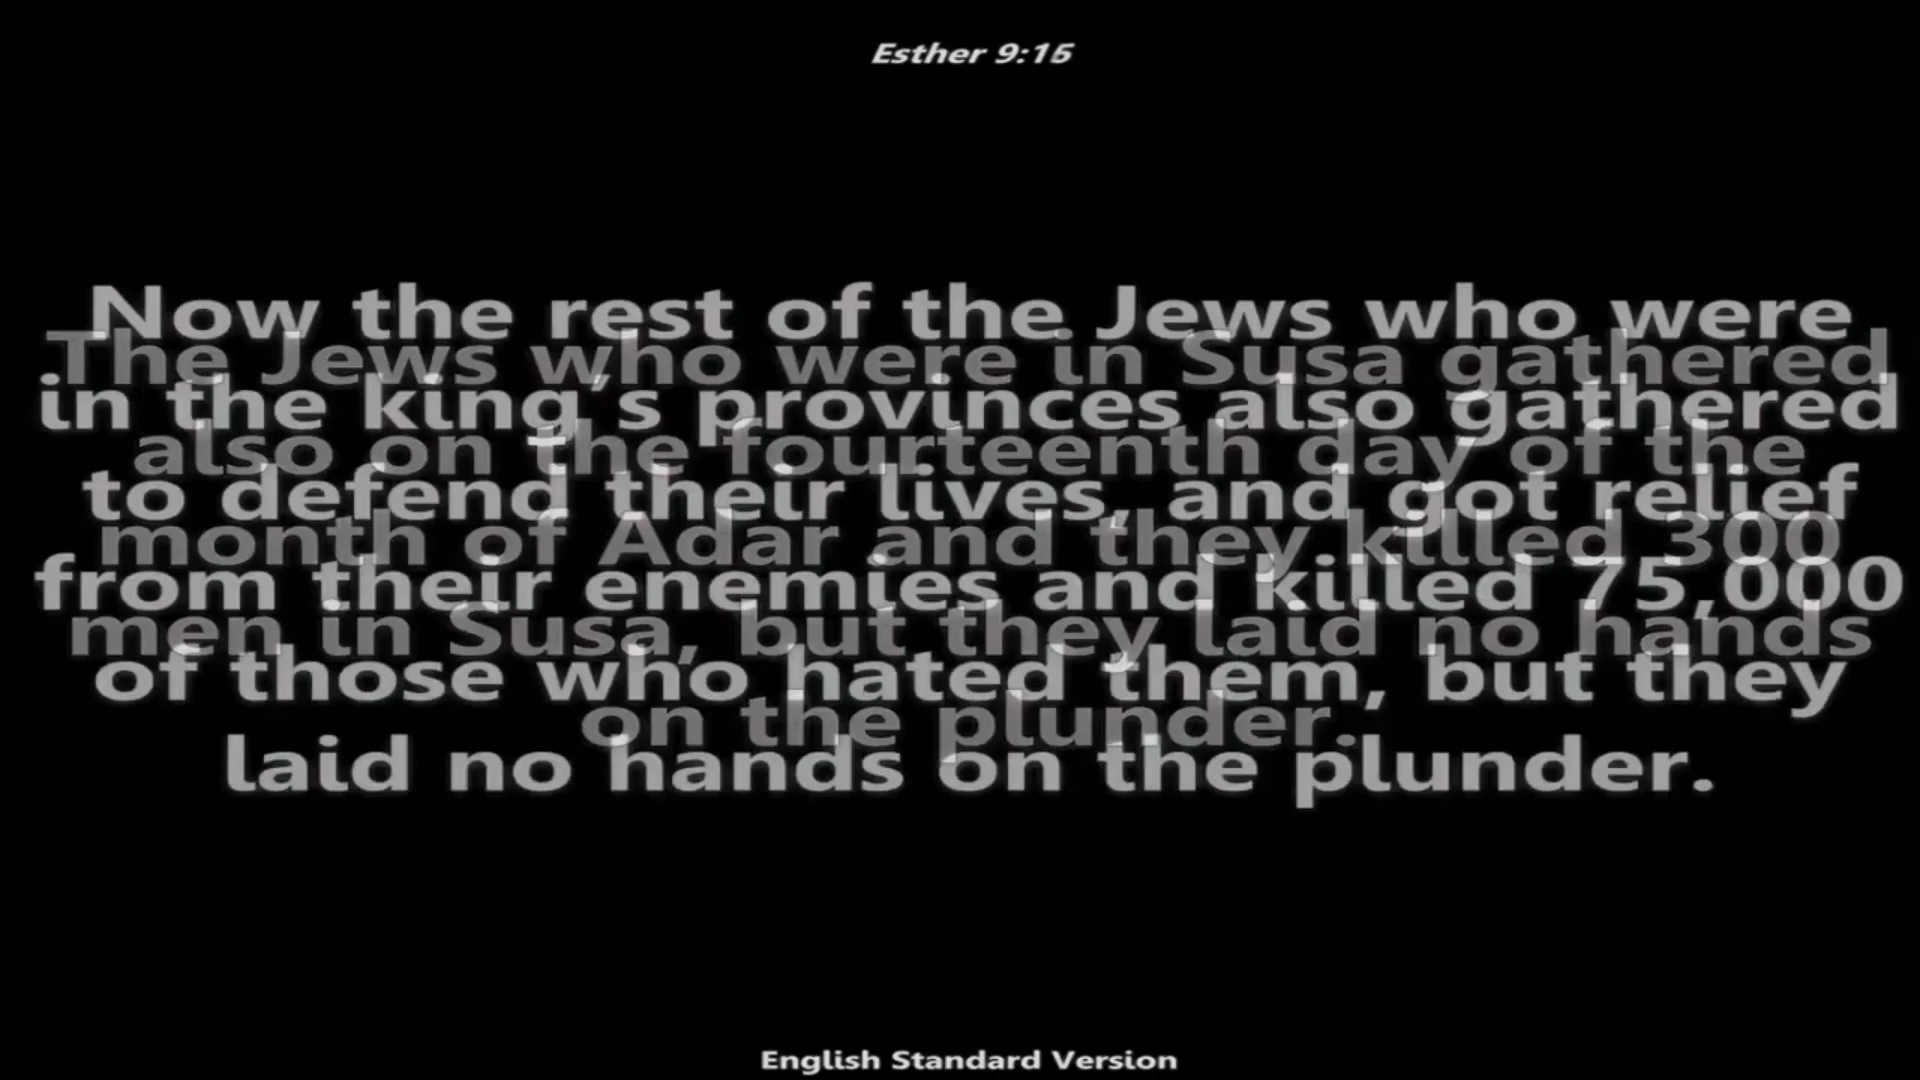 Esther 9:15
Now the rest of the Jews who were
The Jews who were in Susa gathered
in the king's provinces also gathered
also on the fourteenth day of the
to defend their lives, and got relief
month of Adar and they killed 300
from their enemies and killed 75,000
men in Susa, but they laid no hands
of those who hated them, but they
on the plunder.
laid no hands on the plunder.
English Standard Version